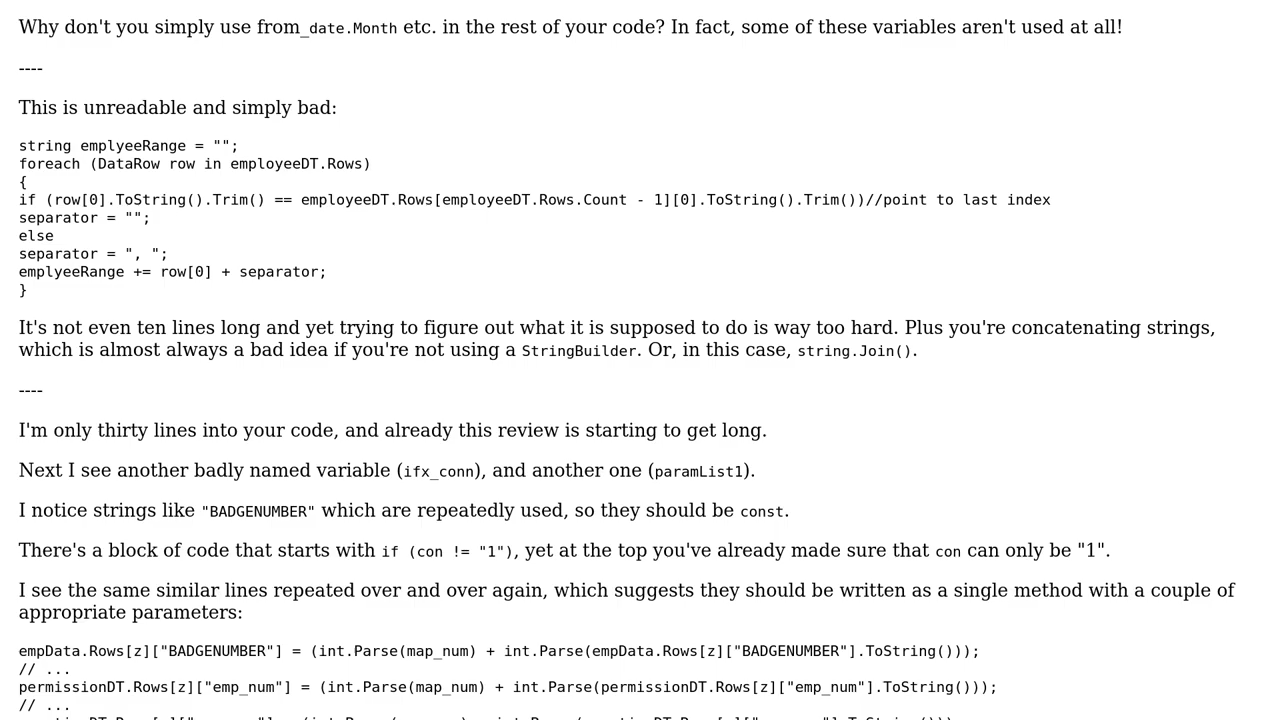 Why don't you simply use from_date.Month etc. in the rest of your code? In fact, some of these variables aren't used at all!
----
This is unreadable and simply bad:
string emplyeeRange = "";
foreach (DataRow row in employeeDT.Rows)
{
if (row[0].ToString().Trim() == employeeDT.Rows[employeeDT.Rows.Count - 1][0].ToString().Trim())//point to last index
separator = "";
else
separator = ", ";
emplyeeRange += row[0] + separator;
}
It's not even ten lines long and yet trying to figure out what it is supposed to do is way too hard. Plus you're concatenating strings,
which is almost always a bad idea if you're not using a StringBuilder. Or, in this case, string.Join().
----
I'm only thirty lines into your code, and already this review is starting to get long.
Next I see another badly named variable (ifx_conn), and another one (paramList1).
I notice strings like "BADGENUMBER" which are repeatedly used, so they should be const.
There's a block of code that starts with if (con != "1"), yet at the top you've already made sure that con can only be "1".
I see the same similar lines repeated over and over again, which suggests they should be written as a single method with a couple of
appropriate parameters:
empData.Rows[z]["BADGENUMBER"] = (int.Parse(map_num) + int.Parse(empData.Rows[z]["BADGENUMBER"].ToString()));
// ...
permissionDT.Rows[z]["emp_num"] = (int.Parse(map_num) + int.Parse(permissionDT.Rows[z]["emp_num"].ToString()));
// ...